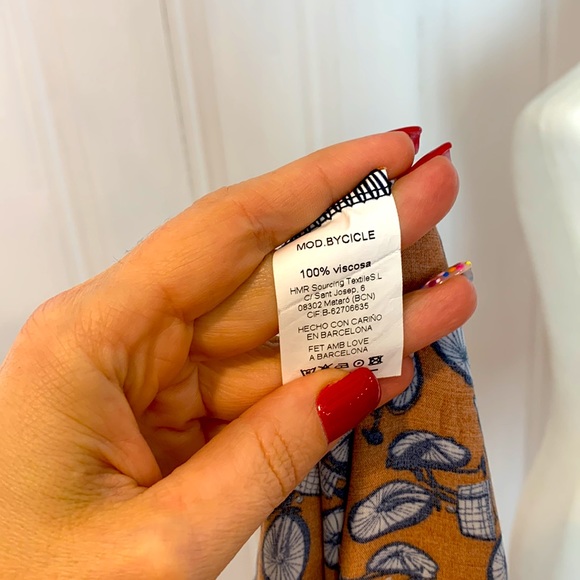 MOD.BYCICLE
100% viscosa
HMR Sourcing TextileS L
C/ Sant Josep, 6
08302 Mataró (BCN)
CIF B-62706635
HECHO CON CARIÑO
EN BARCELONA
FET AMB LOVE
A BARCELONA